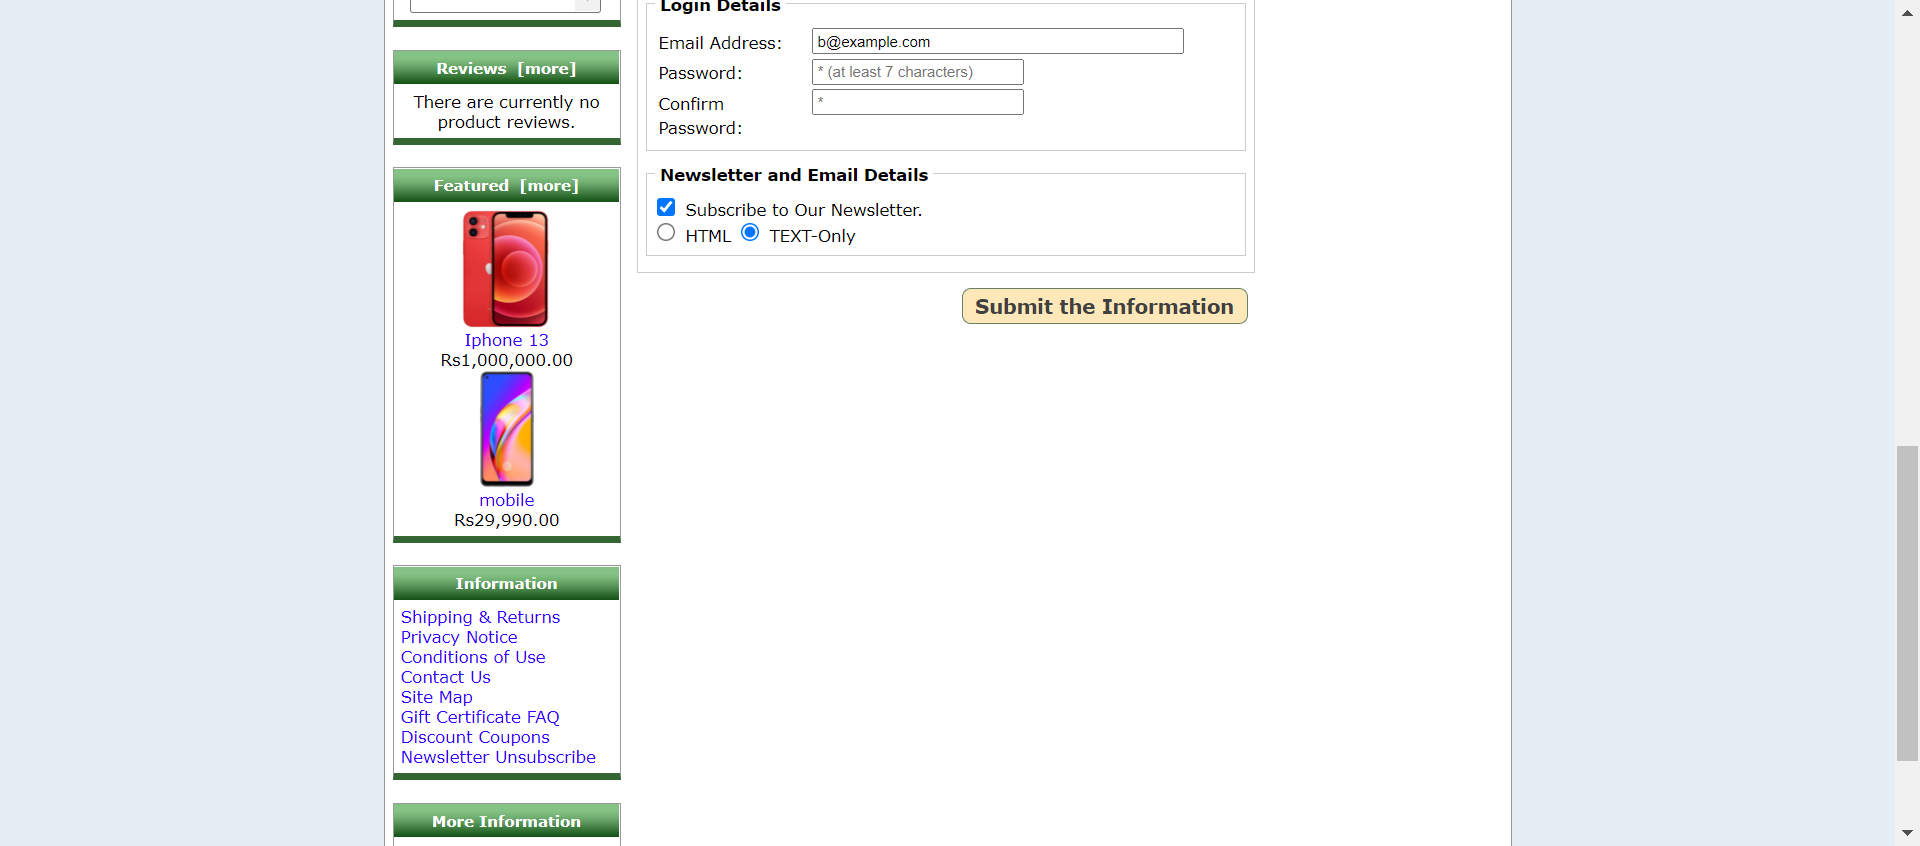 Reviews [more]
There are currently no
product reviews.
Featured [more]
Iphone 13
Rs1,000,000.00
mobile
Rs29,990.00
Information
Shipping & Returns
Privacy Notice
Conditions of Use
Contact Us
Site Map
Gift Certificate FAQ
Discount Coupons
Newsletter Unsubscribe
More Information
Login Details
Email Address: b@example.com
Password: * (at least 7 characters)
Confirm *
Password:
Newsletter and Email Details
Subscribe to Our Newsletter.
HTML TEXT-Only
Submit the Information